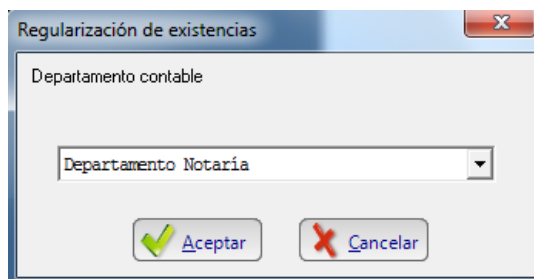 Regularización de existencias
Departamento contable
Departamento Notaría
Aceptar
Cancelar